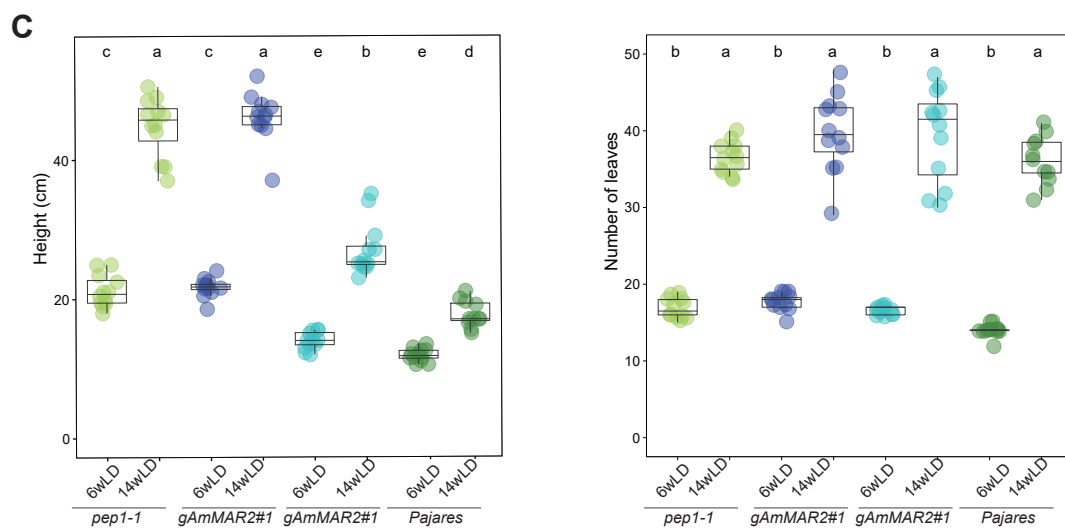 C
c a c a e b e d
Height (cm)
40
20
0
6wLD 14wLD 6wLD 14wLD 6wLD 14wLD 6wLD 14wLD
pep1-1 gAmMAR2#1 gAmMAR2#1 Pajares
b a b a b a b a
Number of leaves
50
40
30
20
10
0
6wLD 14wLD 6wLD 14wLD 6wLD 14wLD 6wLD 14wLD
pep1-1 gAmMAR2#1 gAmMAR2#1 Pajares